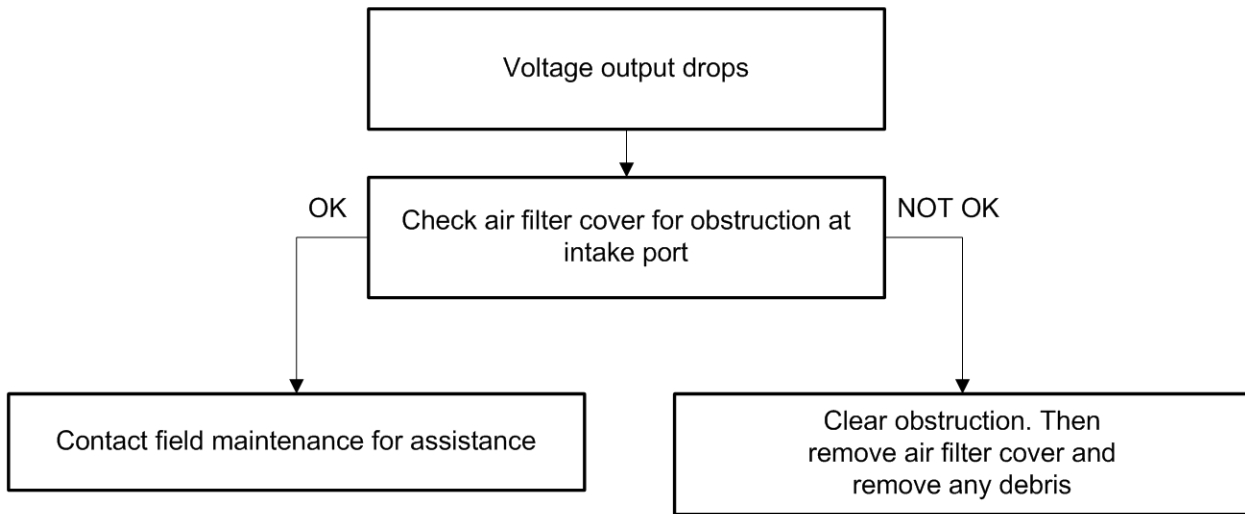 Voltage output drops
OK
Check air filter cover for obstruction at
intake port
NOT OK
Contact field maintenance for assistance
Clear obstruction. Then
remove air filter cover and
remove any debris